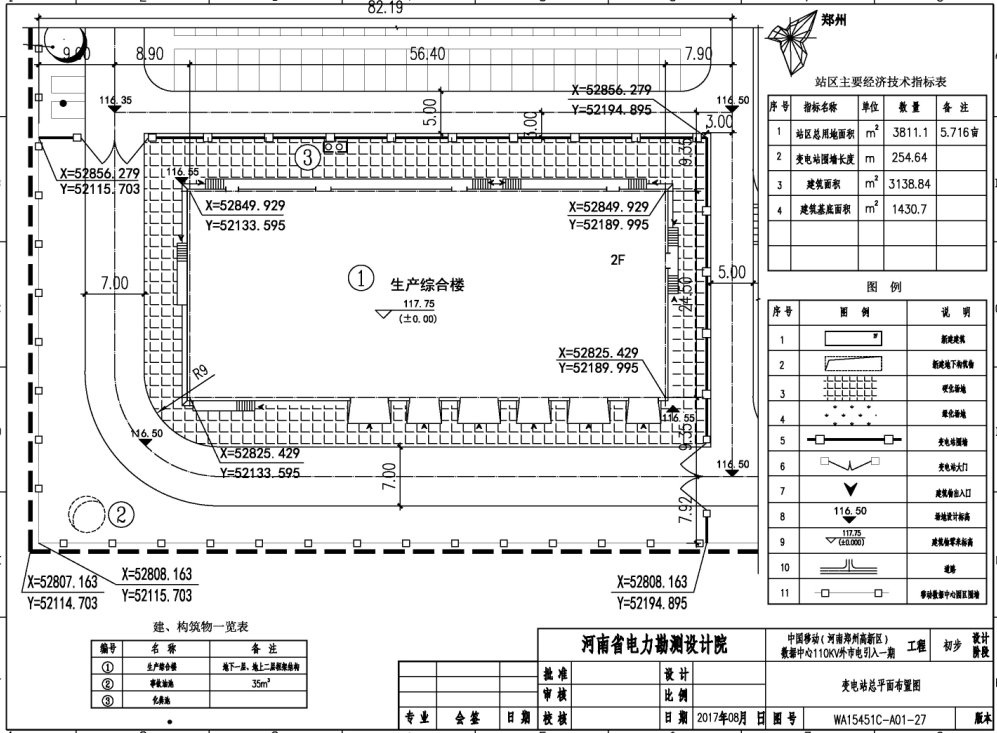 82.19
郑州
9.00
8.90
56.40
7.90
站区主要经济技术指标表
序号 指标名称 单位 数量 备注
1 站区总用地面积 m² 3811.1 5.716亩
2 变电站围墙长度 m 254.64
3 建筑面积 m² 3138.84
4 建筑基底面积 m² 1430.7
X=52856.279
Y=52194.895
116.35
116.50
5.00
3.00
3.00
9.35
③
X=52856.279
Y=52115.703
116.55
X=52849.929
Y=52133.595
X=52849.929
Y=52189.995
2F
① 生产综合楼
117.75
(±0.00)
7.00
5.00
24.50
X=52825.429
Y=52189.995
R9
116.50
116.55
9.35
X=52825.429
Y=52133.595
7.00
116.50
7.92
②
X=52807.163
Y=52114.703
X=52808.163
Y=52115.703
X=52808.163
Y=52194.895
图例
序号 图例 说明
1 新建建筑
2 新建地下构筑物
3 硬化场地
4 绿化场地
5 变电站围墙
6 变电站大门
7 建筑物出入口
8 116.50 场地设计标高
9 117.75 (±0.000) 建筑物零米标高
10 道路
11 移动数据中心园区围墙
建、构筑物一览表
编号 名称 备注
① 生产综合楼 地下一层、地上二层框架结构
② 事故油池 35m³
③ 化粪池
河南省电力勘测设计院
中国移动(河南郑州高新区)
数据中心110KV外市电引入一期 工程 初步 设计阶段
批准 设计
审核 比例
变电站总平面布置图
专业 会签 日期 校核 日期 2017年08月 日 图号 WA15451C-A01-27 版本